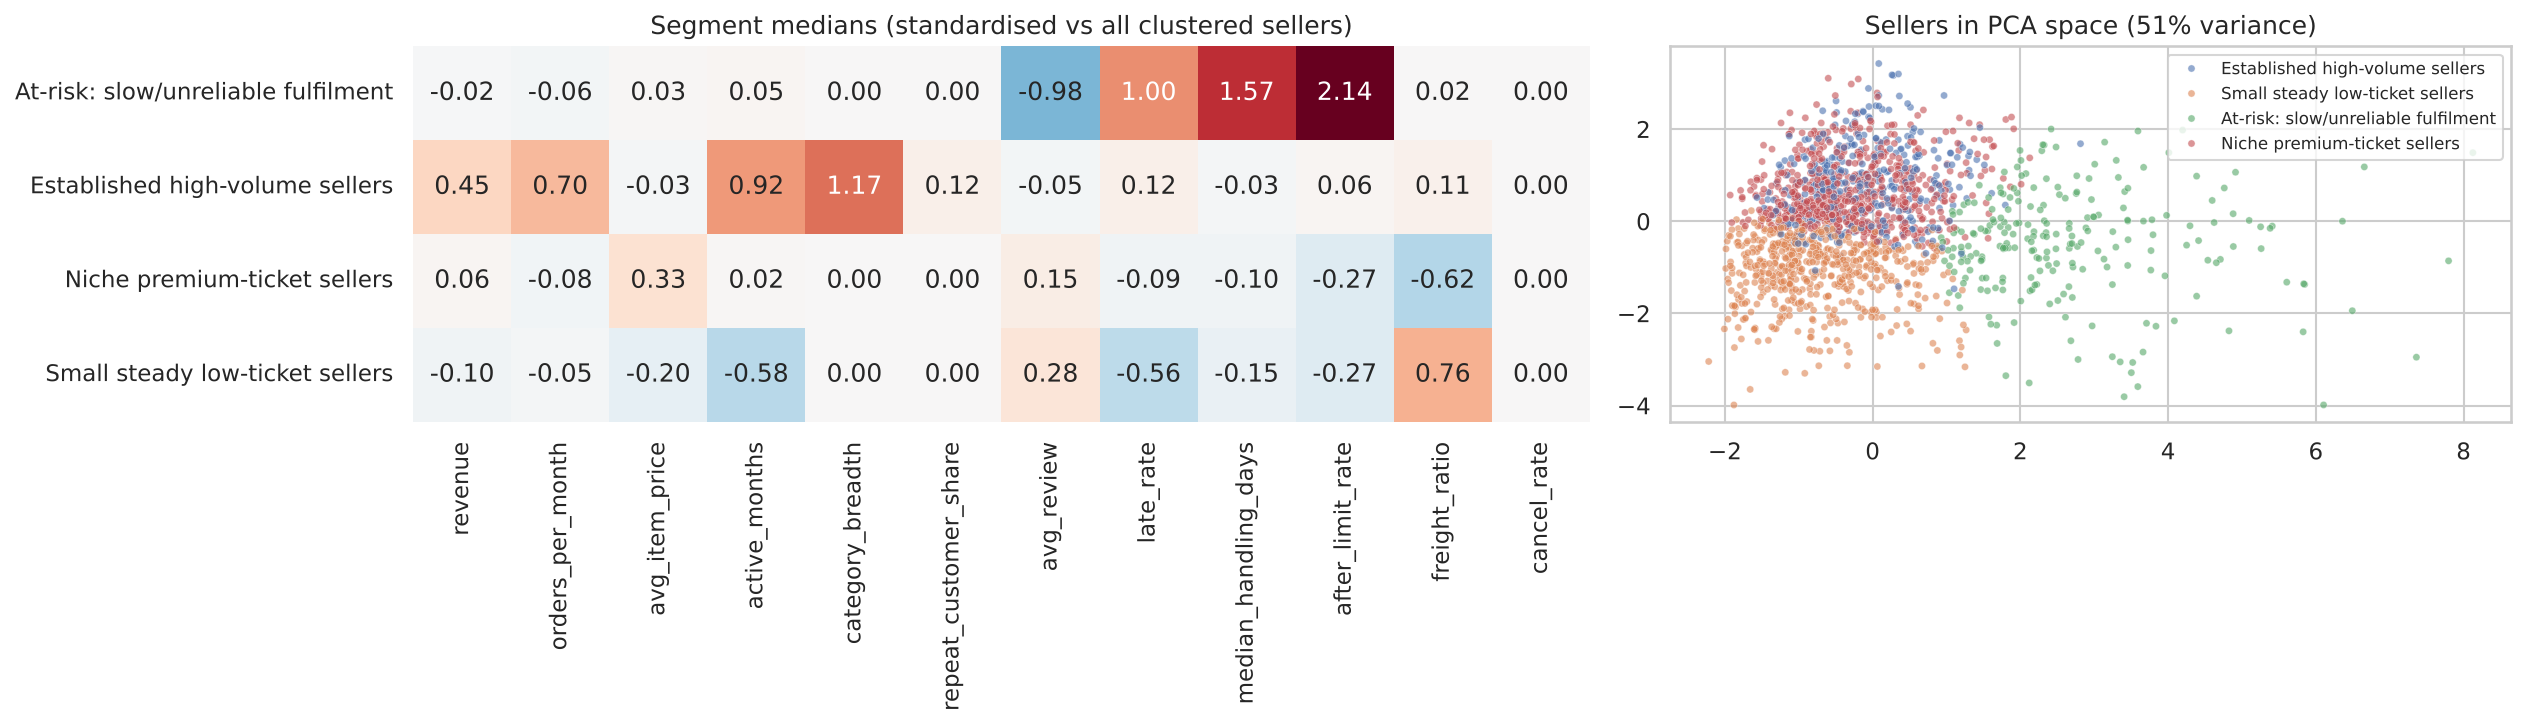 Segment medians (standardised vs all clustered sellers)
At-risk: slow/unreliable fulfilment -0.02 -0.06 0.03 0.05 0.00 0.00 -0.98 1.00 1.57 2.14 0.02 0.00
Established high-volume sellers 0.45 0.70 -0.03 0.92 1.17 0.12 -0.05 0.12 -0.03 0.06 0.11 0.00
Niche premium-ticket sellers 0.06 -0.08 0.33 0.02 0.00 0.00 0.15 -0.09 -0.10 -0.27 -0.62 0.00
Small steady low-ticket sellers -0.10 -0.05 -0.20 -0.58 0.00 0.00 0.28 -0.56 -0.15 -0.27 0.76 0.00
revenue
orders_per_month
avg_item_price
active_months
category_breadth
repeat_customer_share
avg_review
late_rate
median_handling_days
after_limit_rate
freight_ratio
cancel_rate
Sellers in PCA space (51% variance)
Established high-volume sellers
Small steady low-ticket sellers
At-risk: slow/unreliable fulfilment
Niche premium-ticket sellers
2
0
−2
−4
−2 0 2 4 6 8